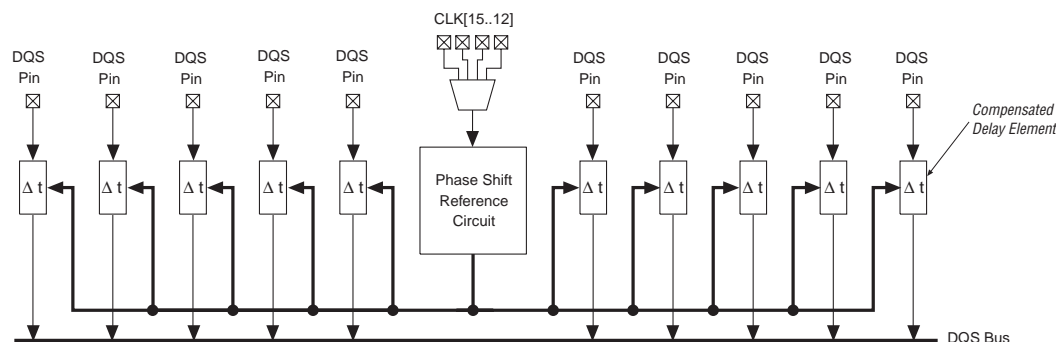 CLK[15..12]
DQS
Pin
DQS
Pin
DQS
Pin
DQS
Pin
DQS
Pin
DQS
Pin
DQS
Pin
DQS
Pin
DQS
Pin
DQS
Pin
Compensated
Delay Element
Δ t
Δ t
Δ t
Δ t
Δ t
Phase Shift
Reference
Circuit
Δ t
Δ t
Δ t
Δ t
Δ t
DQS Bus